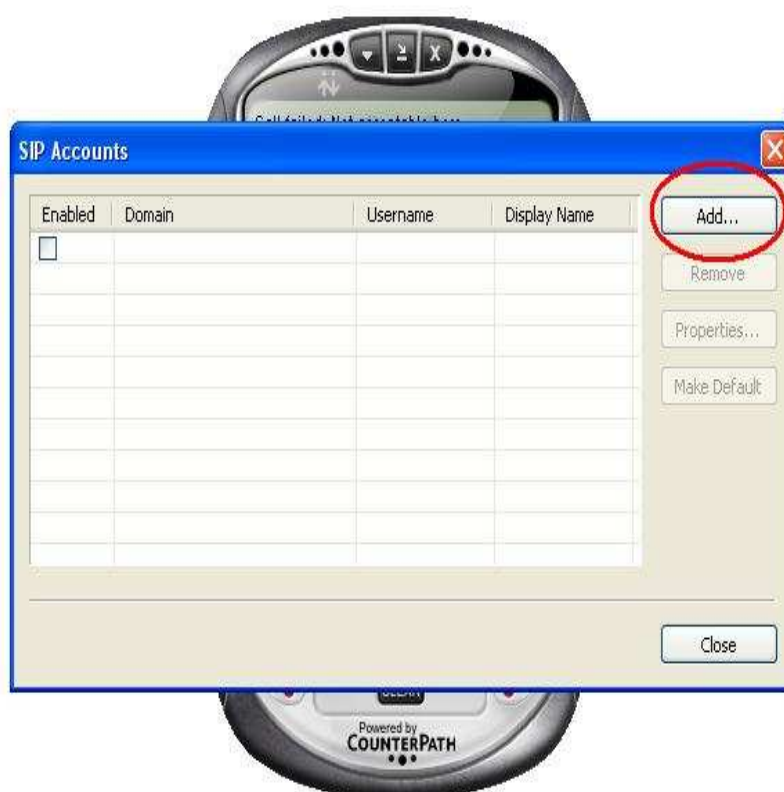 SIP Accounts
Enabled Domain Username Display Name
Add...
Remove
Properties...
Make Default
Close
Powered by
COUNTERPATH